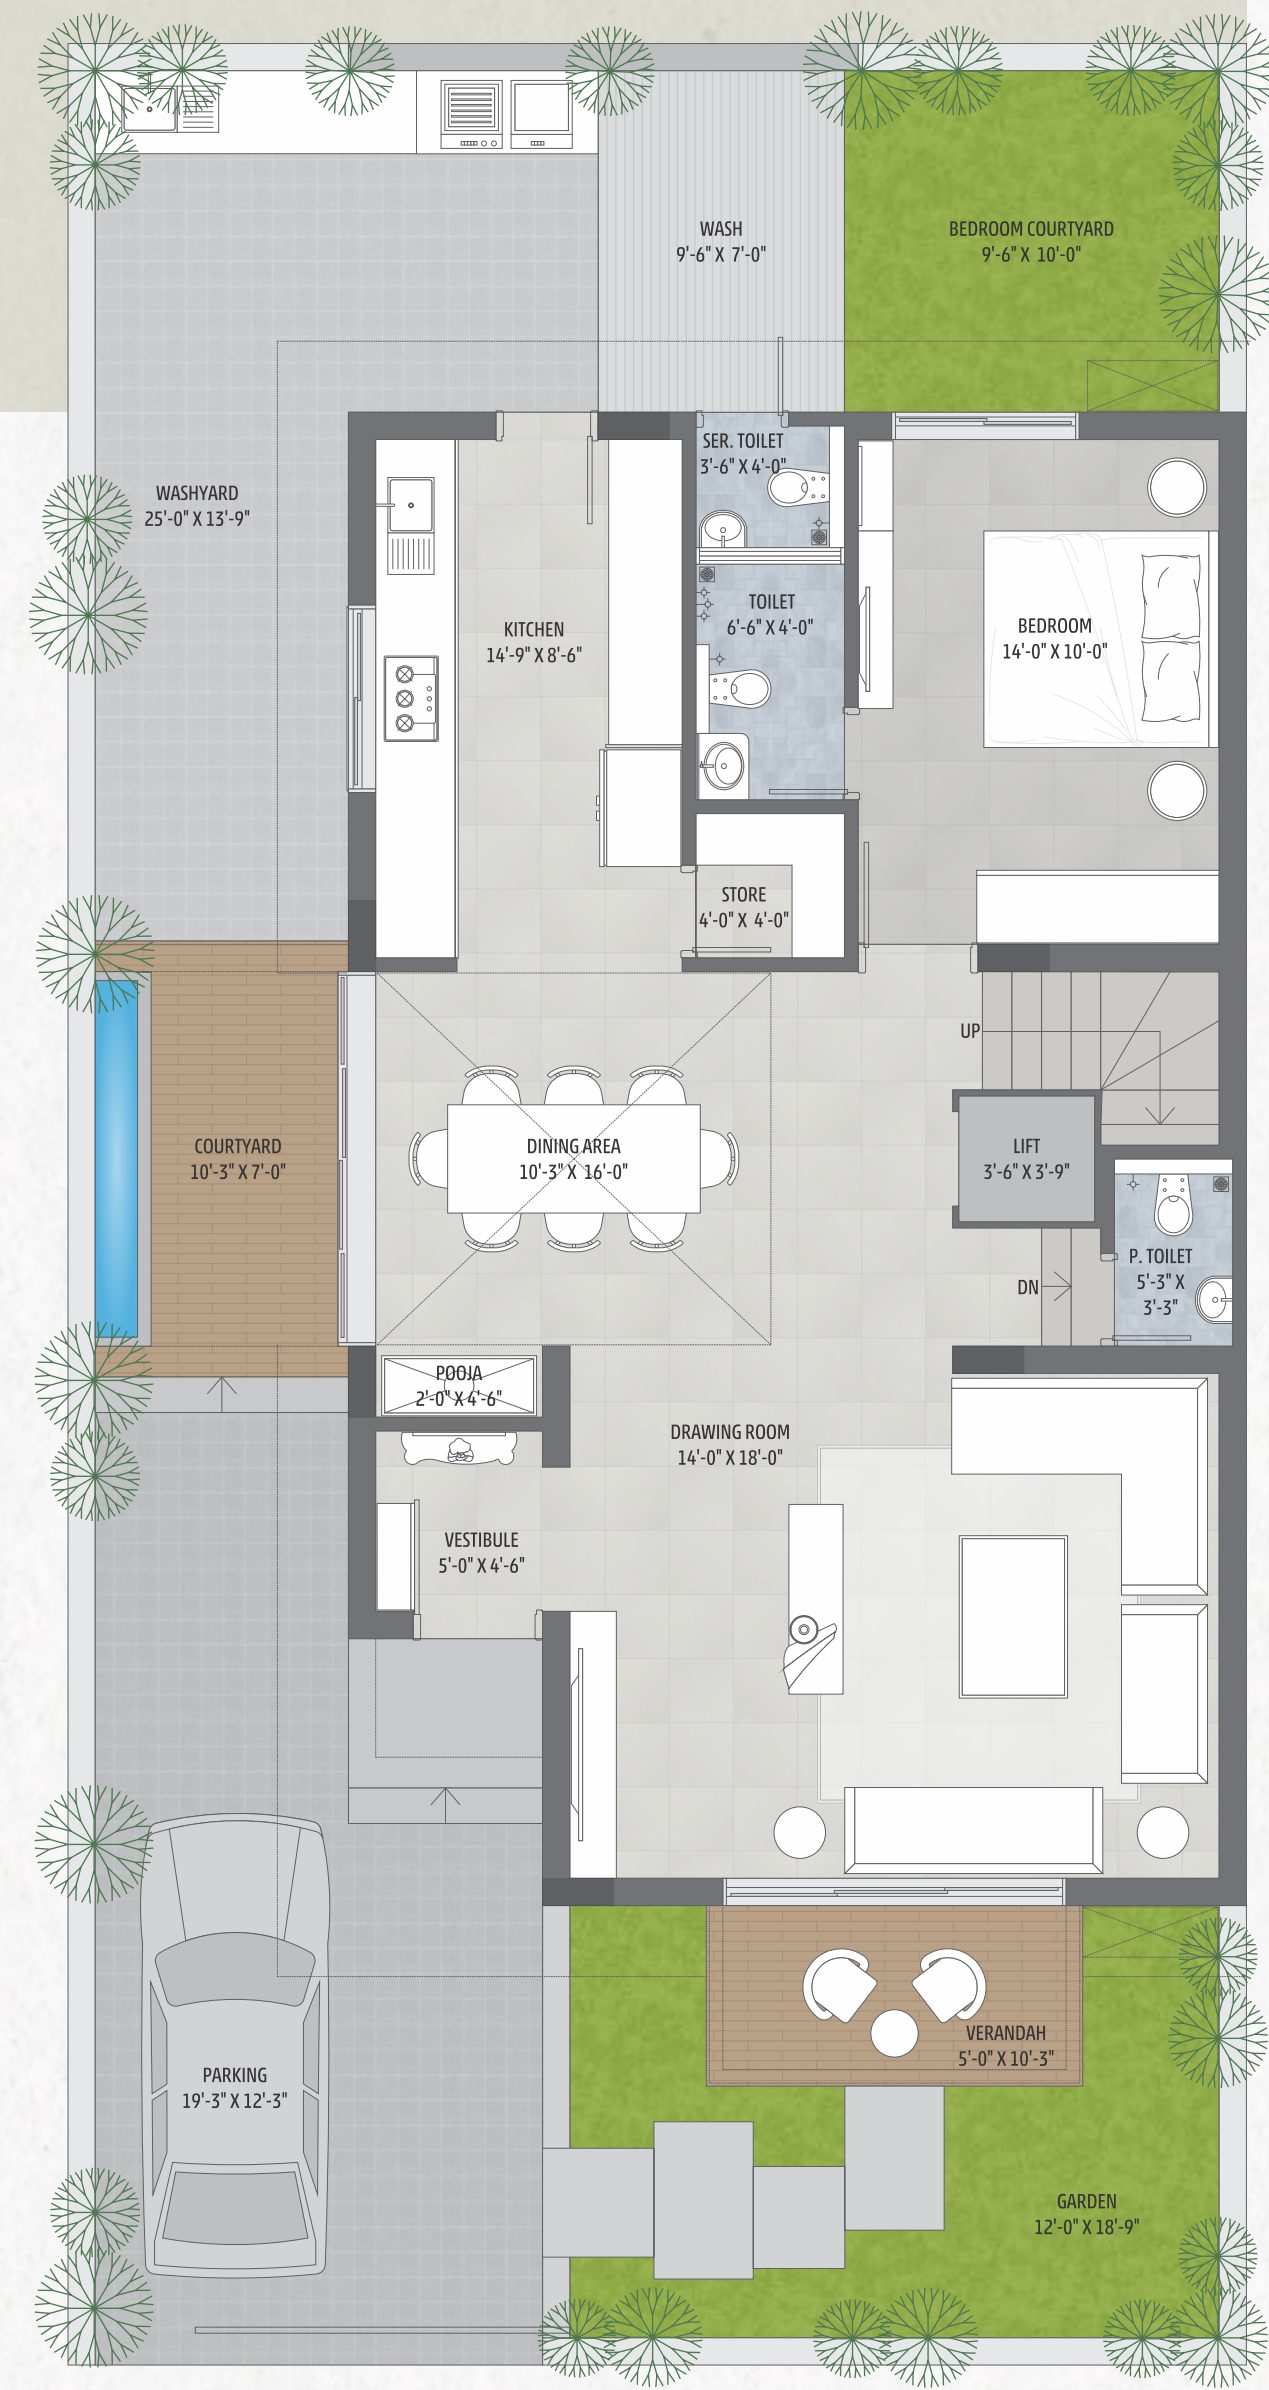 WASH
9'-6" X 7'-0"
BEDROOM COURTYARD
9'-6" X 10'-0"
SER. TOILET
3'-6" X 4'-0"
WASHYARD
25'-0" X 13'-9"
KITCHEN
14'-9" X 8'-6"
TOILET
6'-6" X 4'-0"
BEDROOM
14'-0" X 10'-0"
STORE
4'-0" X 4'-0"
UP
COURTYARD
10'-3" X 7'-0"
DINING AREA
10'-3" X 16'-0"
LIFT
3'-6" X 3'-9"
P. TOILET
5'-3" X
3'-3"
DN
POOJA
2'-0" X 4'-6"
DRAWING ROOM
14'-0" X 18'-0"
VESTIBULE
5'-0" X 4'-6"
VERANDAH
5'-0" X 10'-3"
PARKING
19'-3" X 12'-3"
GARDEN
12'-0" X 18'-9"